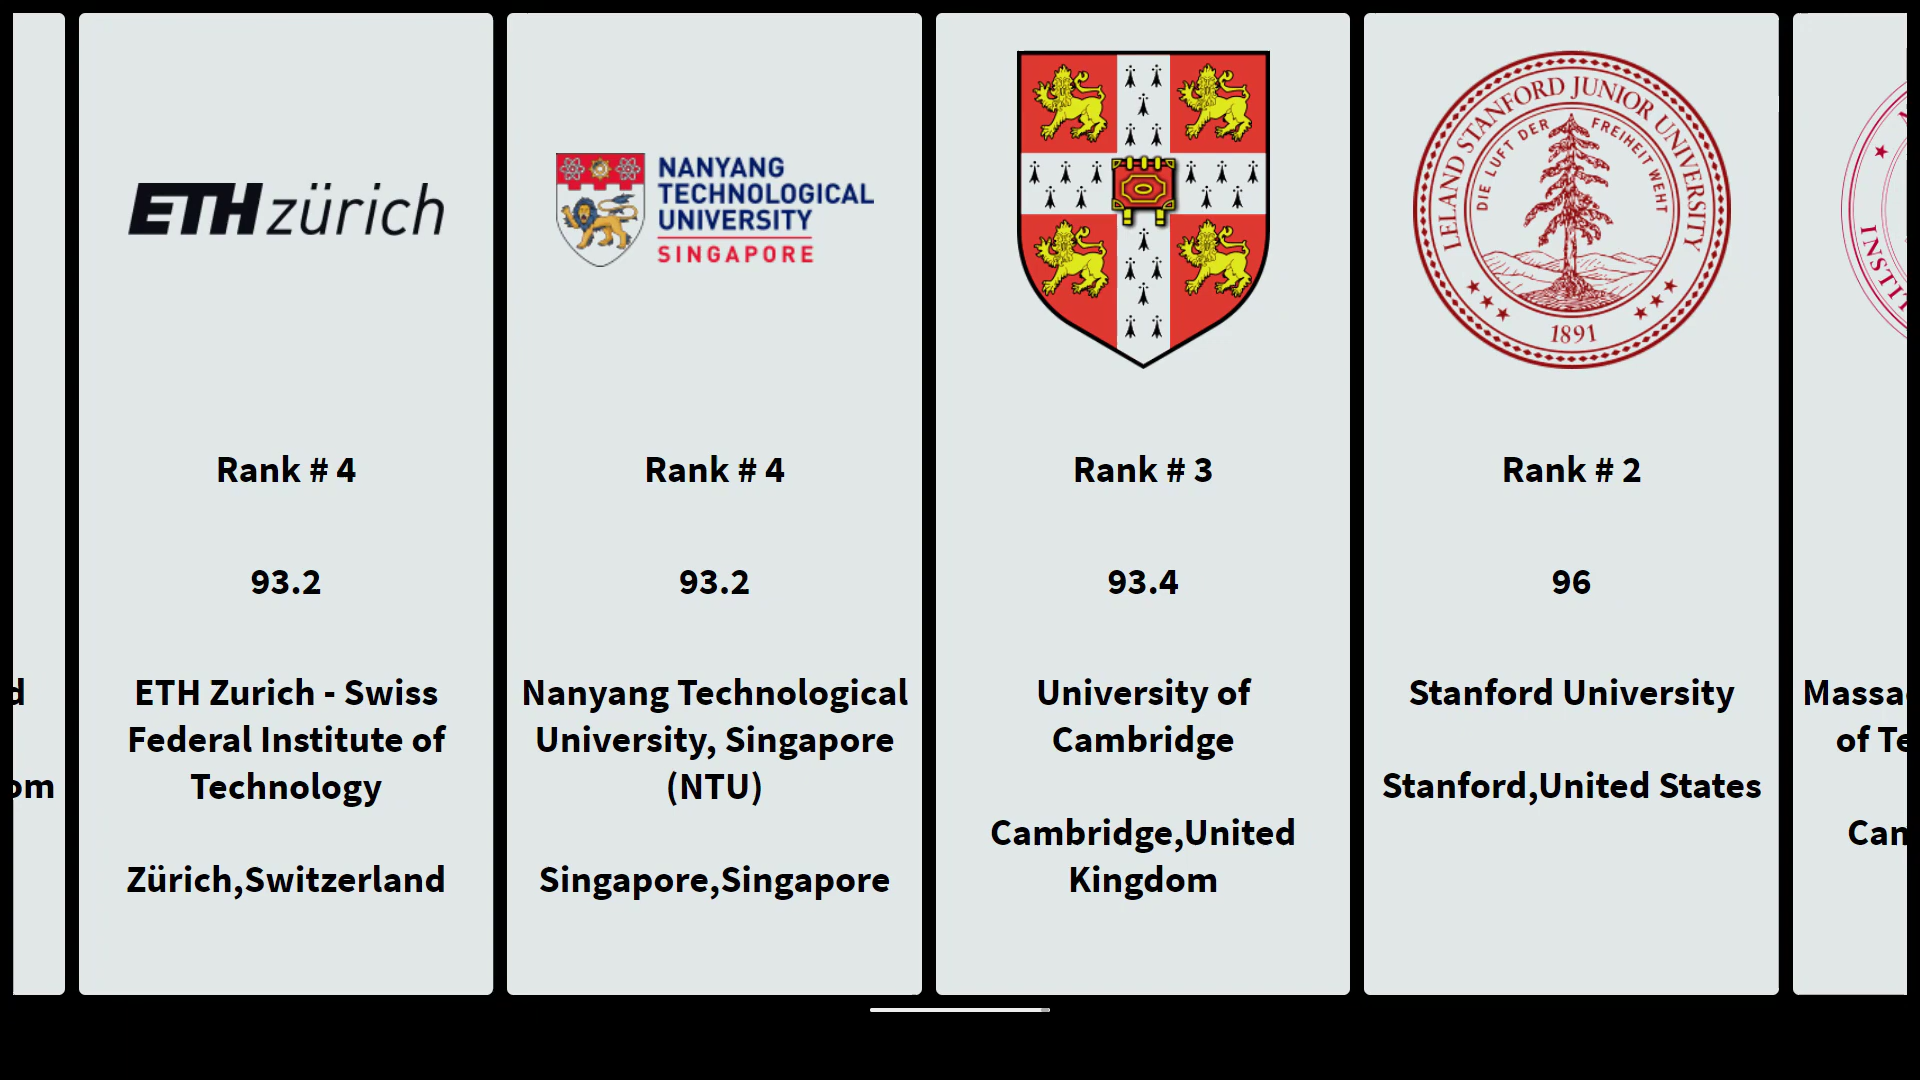 ETH zürich
Rank # 4
93.2
ETH Zurich - Swiss
Federal Institute of
Technology
Zürich,Switzerland
NANYANG
TECHNOLOGICAL
UNIVERSITY
SINGAPORE
Rank # 4
93.2
Nanyang Technological
University, Singapore
(NTU)
Singapore,Singapore
Rank # 3
93.4
University of
Cambridge
Cambridge,United
Kingdom
LELAND STANFORD JUNIOR UNIVERSITY
DIE LUFT DER FREIHEIT WEHT
1891
Rank # 2
96
Stanford University
Stanford,United States
of